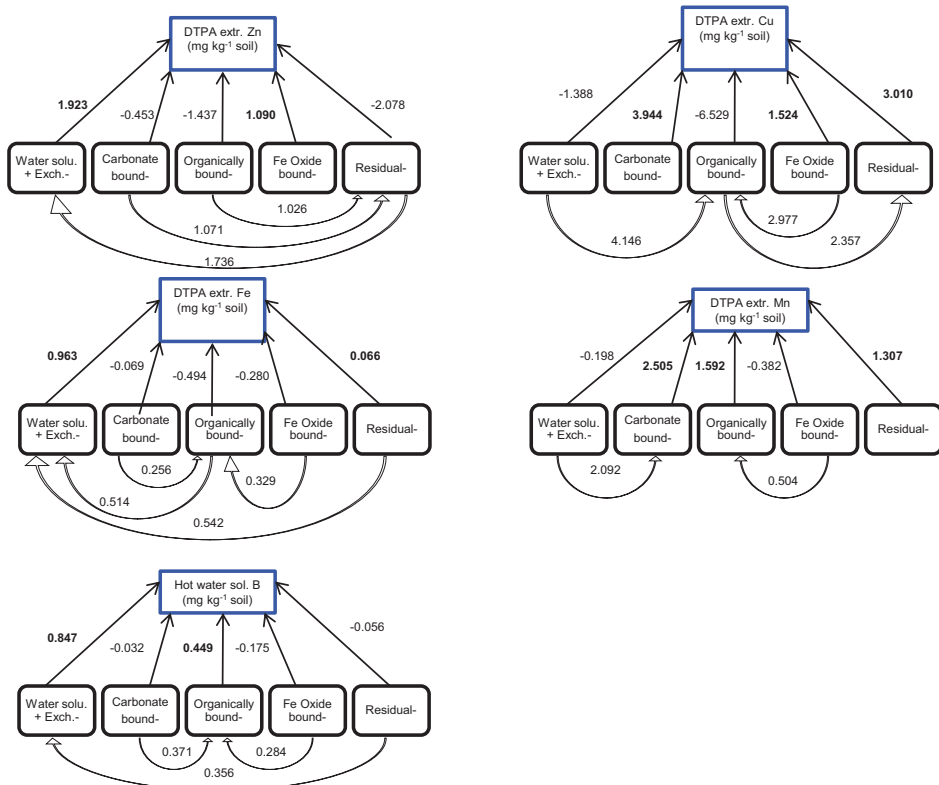 DTPA extr. Zn
(mg kg⁻¹ soil)
1.923
-0.453
-1.437
1.090
-2.078
Water solu.
+ Exch.-
Carbonate
bound-
Organically
bound-
Fe Oxide
bound-
Residual-
1.026
1.071
1.736
DTPA extr. Cu
(mg kg⁻¹ soil)
-1.388
3.944
-6.529
1.524
3.010
Water solu.
+ Exch.-
Carbonate
bound-
Organically
bound-
Fe Oxide
bound-
Residual-
4.146
2.977
2.357
DTPA extr. Fe
(mg kg⁻¹ soil)
0.963
-0.069
-0.494
-0.280
0.066
Water solu.
+ Exch.-
Carbonate
bound-
Organically
bound-
Fe Oxide
bound-
Residual-
0.256
0.329
0.514
0.542
DTPA extr. Mn
(mg kg⁻¹ soil)
-0.198
2.505
1.592
-0.382
1.307
Water solu.
+ Exch.-
Carbonate
bound-
Organically
bound-
Fe Oxide
bound-
Residual-
2.092
0.504
Hot water sol. B
(mg kg⁻¹ soil)
0.847
-0.032
0.449
-0.175
-0.056
Water solu.
+ Exch.-
Carbonate
bound-
Organically
bound-
Fe Oxide
bound-
Residual-
0.371
0.284
0.356